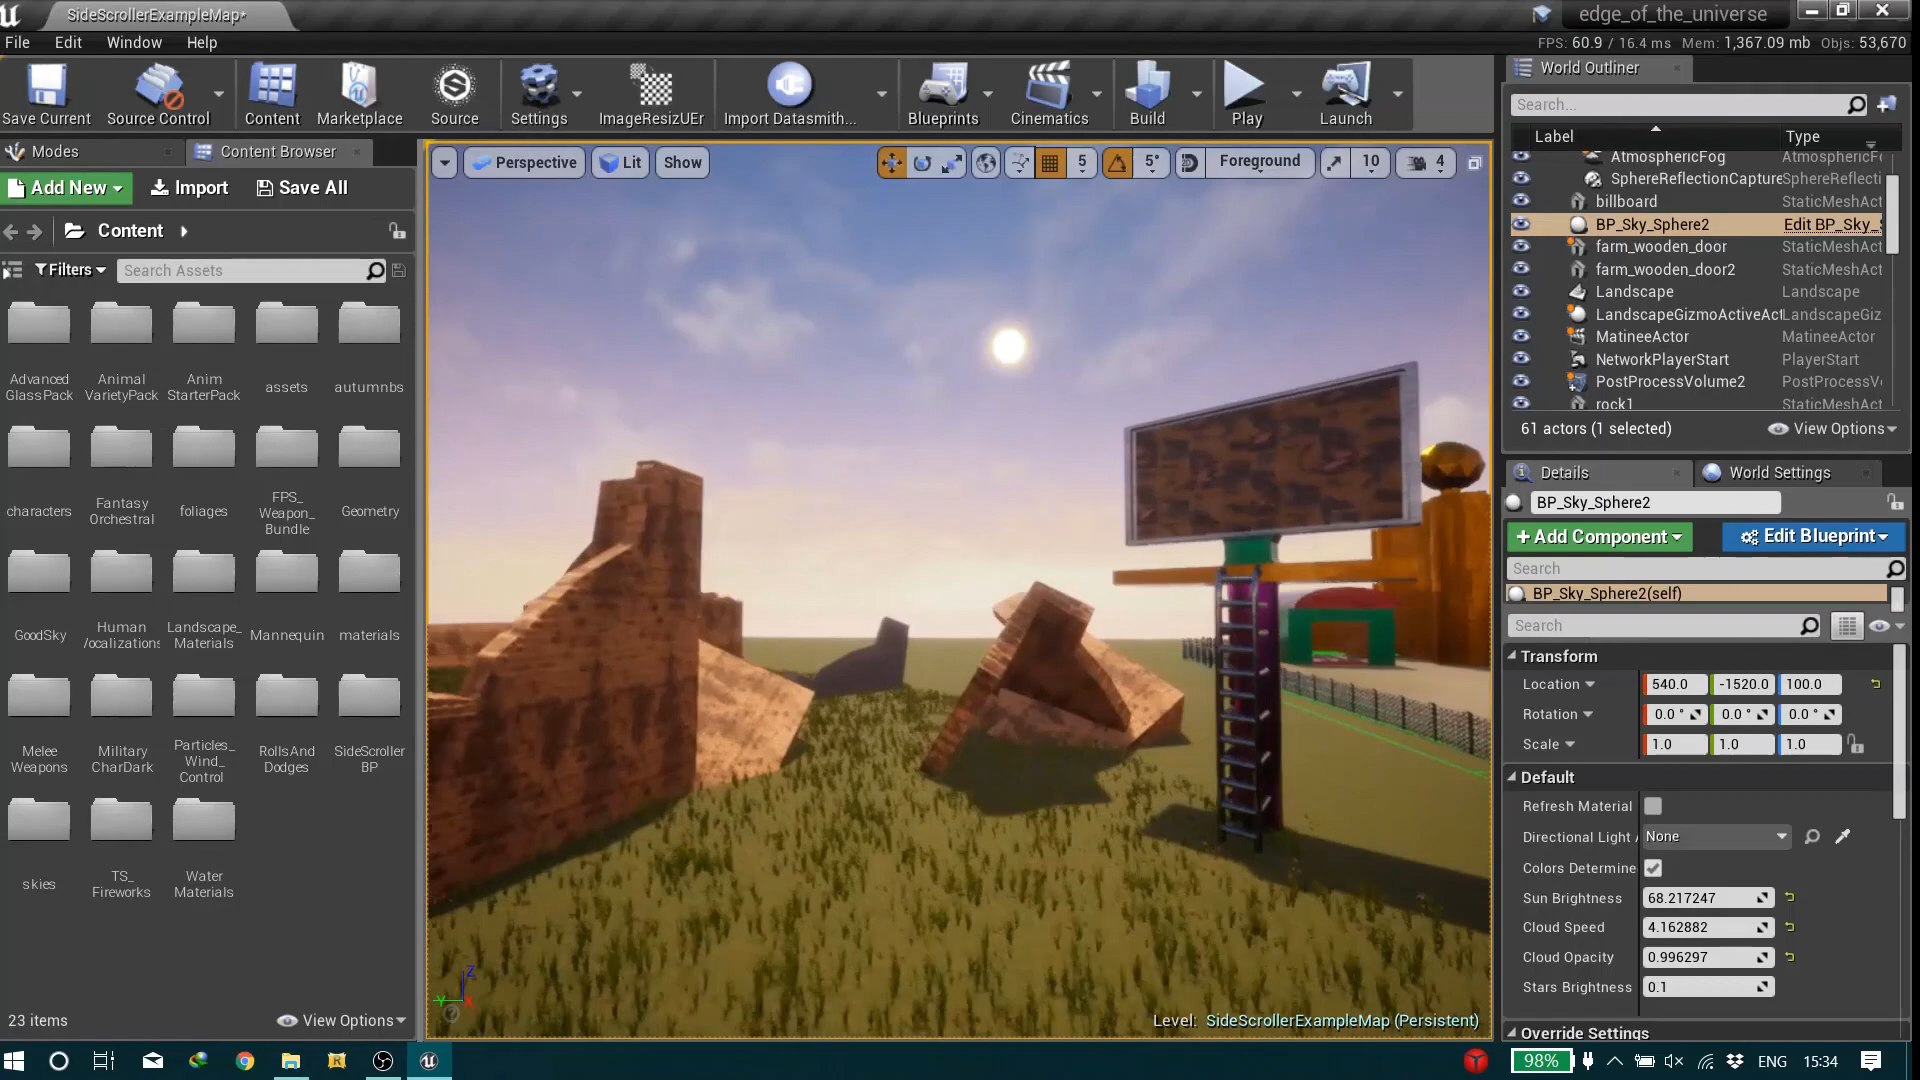 SideScrollerExampleMap*
edge_of_the_universe
File Edit Window Help
FPS: 60.9 / 16.4 ms Mem: 1,367.09 mb Objs: 53,670
Save Current
Source Control
Content
Marketplace
Source
Settings
ImageResizUEr
Import Datasmith...
Blueprints
Cinematics
Build
Play
Launch
Modes
Content Browser
Add New
Import
Save All
Content
Filters
Search Assets
Advanced
GlassPack
Animal
VarietyPack
Anim
StarterPack
assets
autumnbs
characters
Fantasy
Orchestral
foliages
FPS_
Weapon_
Bundle
Geometry
GoodSky
Human
/ocalizations
Landscape_
Materials
Mannequin
materials
Melee
Weapons
Military
CharDark
Particles_
Wind_
Control
RollsAnd
Dodges
SideScroller
BP
skies
TS_
Fireworks
Water
Materials
23 items
View Options
Perspective
Lit
Show
5
5°
Foreground
10
4
Level: SideScrollerExampleMap (Persistent)
World Outliner
Search...
Label Type
AtmosphericFog AtmosphericF
SphereReflectionCapture SphereReflecti
billboard StaticMeshAct
BP_Sky_Sphere2 Edit BP_Sky_
farm_wooden_door StaticMeshAct
farm_wooden_door2 StaticMeshAct
Landscape Landscape
LandscapeGizmoActiveAct LandscapeGiz
MatineeActor MatineeActor
NetworkPlayerStart PlayerStart
PostProcessVolume2 PostProcessV
rock1 StaticMeshAct
61 actors (1 selected)
View Options
Details
World Settings
BP_Sky_Sphere2
Add Component
Edit Blueprint
Search
BP_Sky_Sphere2(self)
Search
Transform
Location 540.0 -1520.0 100.0
Rotation 0.0 ° 0.0 ° 0.0 °
Scale 1.0 1.0 1.0
Default
Refresh Material
Directional Light None
Colors Determine
Sun Brightness 68.217247
Cloud Speed 4.162882
Cloud Opacity 0.996297
Stars Brightness 0.1
Override Settings
98%
ENG
15:34